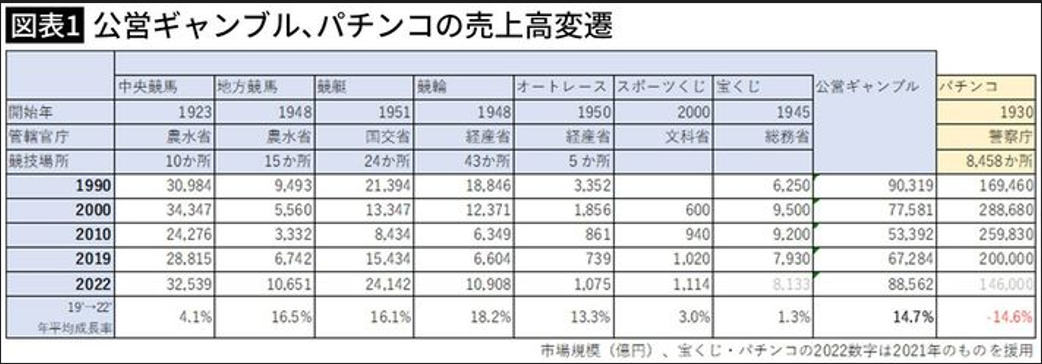 図表1 公営ギャンブル、パチンコの売上高変遷
中央競馬 地方競馬 競艇 競輪 オートレース スポーツくじ 宝くじ 公営ギャンブル パチンコ
開始年 1923 1948 1951 1948 1950 2000 1945 1930
管轄官庁 農水省 農水省 国交省 経産省 経産省 文科省 総務省 警察庁
競技場所 10か所 15か所 24か所 43か所 5か所 8,458か所
1990 30,984 9,493 21,394 18,846 3,352 6,250 90,319 169,460
2000 34,347 5,560 13,347 12,371 1,856 600 9,500 77,581 288,680
2010 24,276 3,332 8,434 6,349 861 940 9,200 53,392 259,830
2019 28,815 6,742 15,434 6,604 739 1,020 7,930 67,284 200,000
2022 32,539 10,651 24,142 10,908 1,075 1,114 8,133 88,562 146,000
19'→22'
年平均成長率 4.1% 16.5% 16.1% 18.2% 13.3% 3.0% 1.3% 14.7% -14.6%
市場規模（億円）、宝くじ・パチンコの2022数字は2021年のものを援用